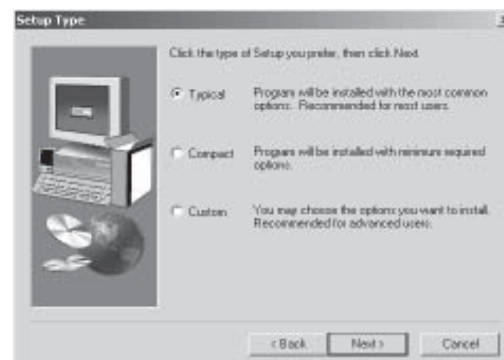 Setup Type
Click the type of Setup you prefer, then click Next.
Typical Program will be installed with the most common
options. Recommended for most users.
Compact Program will be installed with minimum required
options.
Custom You may choose the options you want to install.
Recommended for advanced users.
< Back Next > Cancel